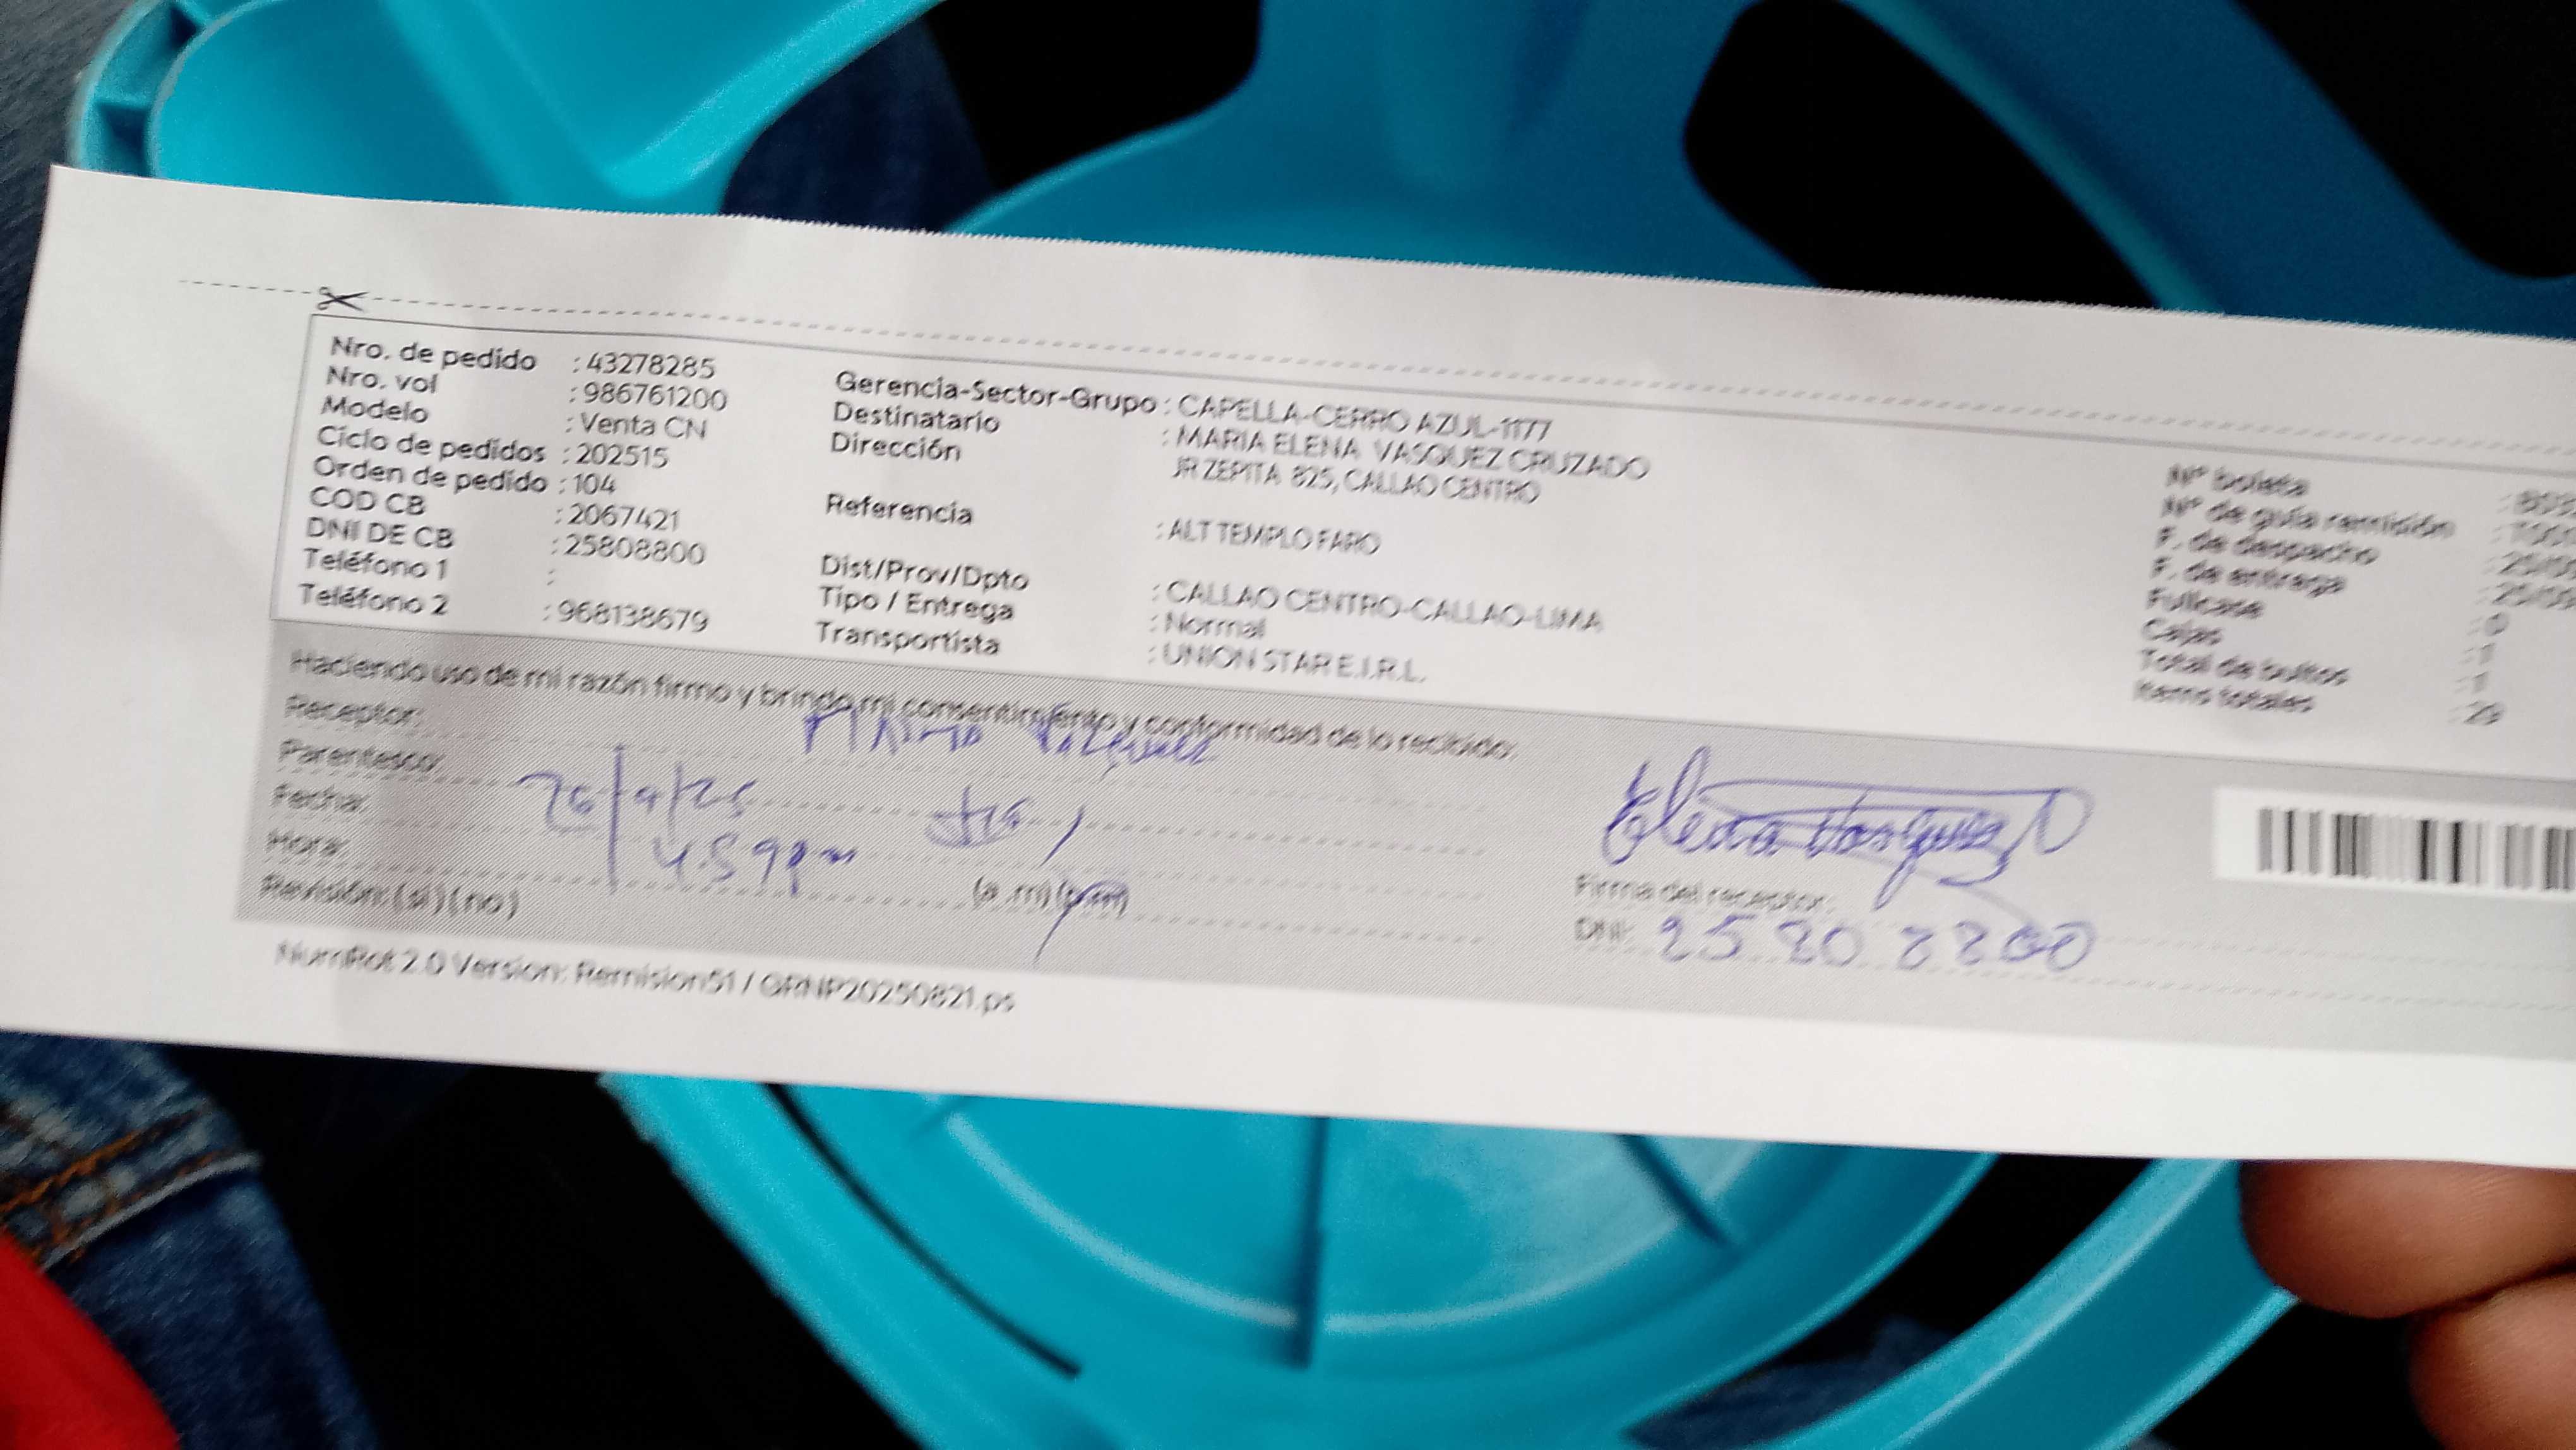 Nro. de pedido : 43278285
Nro. vol : 986761200
Modelo : Venta CN
Ciclo de pedidos : 202515
Orden de pedido : 104
COD CB : 2067421
DNI DE CB : 25808800
Teléfono 1 :
Teléfono 2 : 968138679
Gerencia-Sector-Grupo : CAPELLA-CERRO AZUL-1177
Destinatario : MARIA ELENA VASQUEZ CRUZADO
Dirección JR ZEPITA 825, CALLAO CENTRO
Referencia : ALT TEMPLO FARO
Dist/Prov/Dpto : CALLAO CENTRO-CALLAO-LIMA
Tipo / Entrega : Normal
Transportista : UNION STAR E.I.R.L.
Nº boleta
Nº de guía remisión
F. de despacho
F. de entrega
Fullcase : 0
Cajas : 1
Total de bultos : 1
Items totales : 29
Haciendo uso de mi razón firmo y brindo mi consentimiento y conformidad de lo recibido.
Receptor:
Parentesco:
Fecha: 26/9/25
Hora: 4.59pm (a.m) (p.m)
Revisión: (si) (no)
Elena Vasquez
Firma del receptor:
DNI:
NumRot 2.0 Version: Remision51 / GRNP20250821.ps